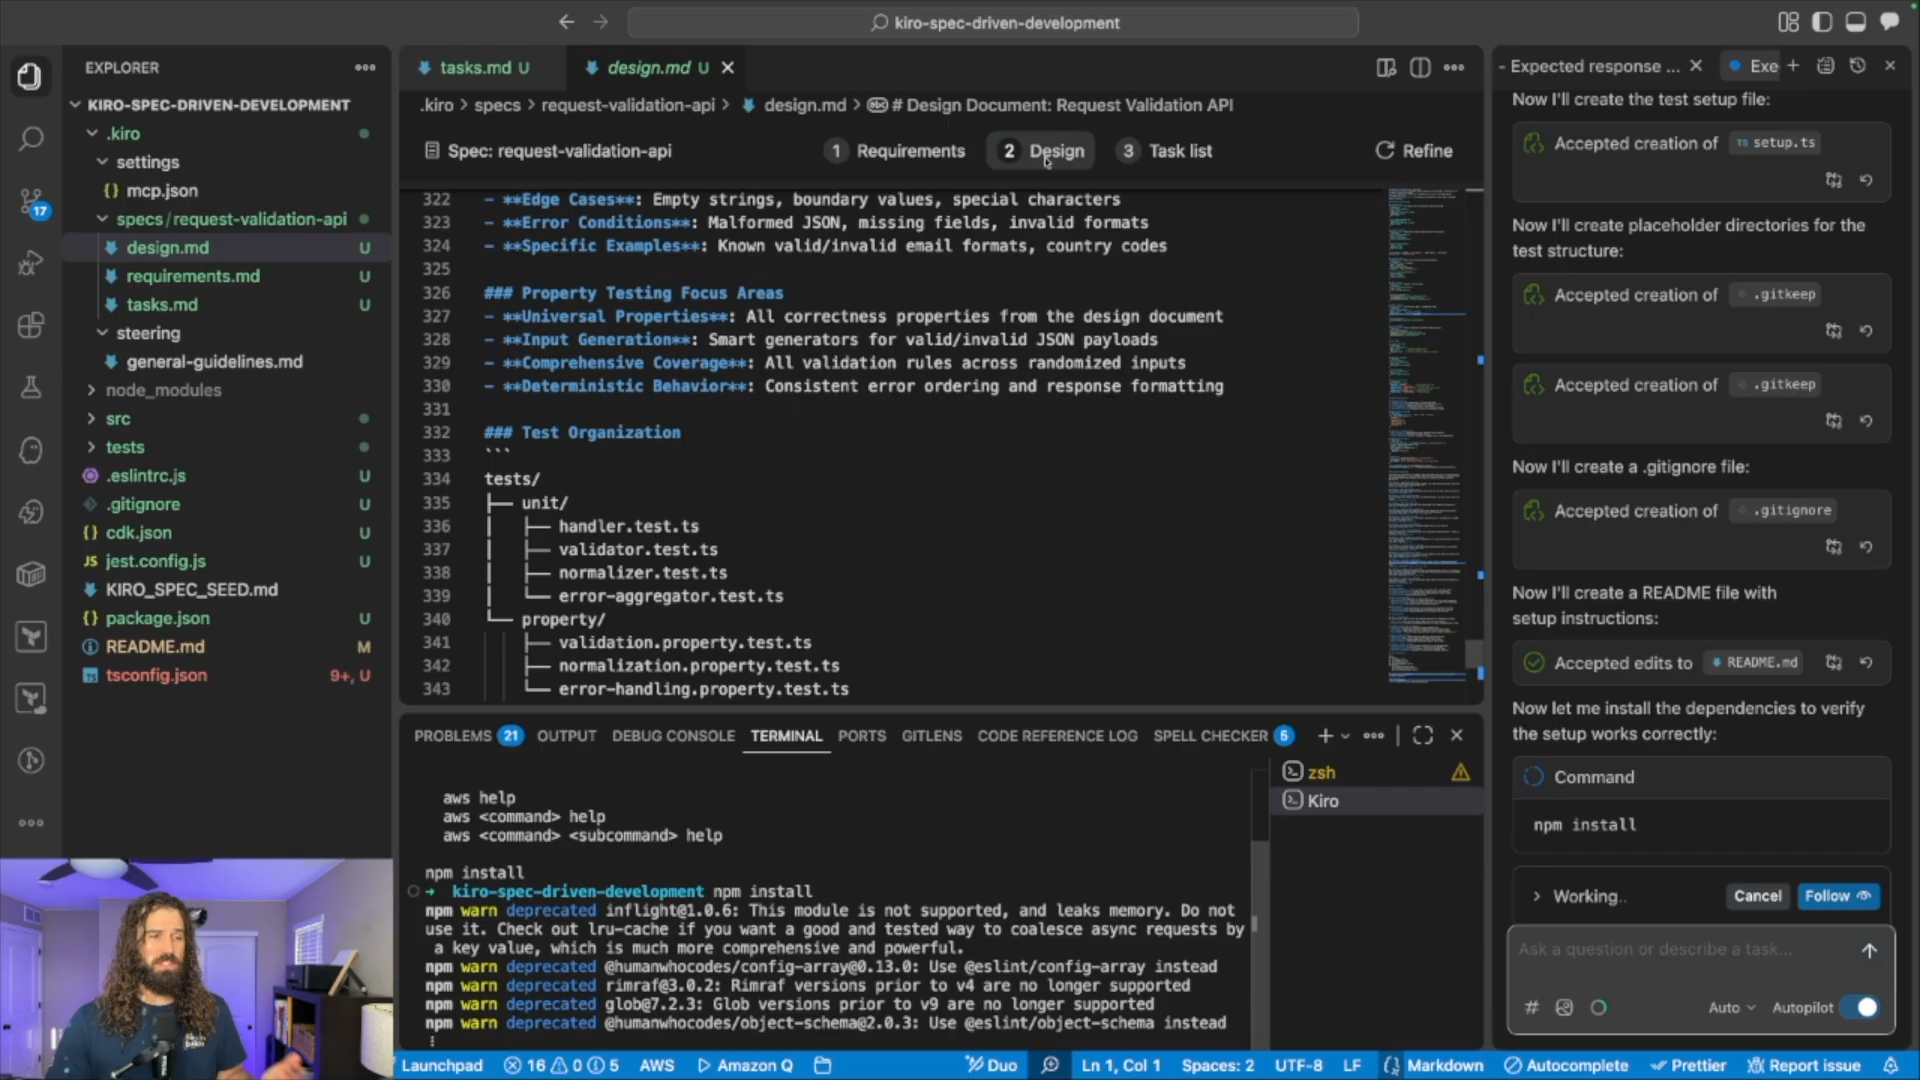 kiro-spec-driven-development
EXPLORER
KIRO-SPEC-DRIVEN-DEVELOPMENT
.kiro
settings
{} mcp.json
specs/request-validation-api
design.md U
requirements.md U
tasks.md U
steering
general-guidelines.md
node_modules
src
tests
.eslintrc.js U
.gitignore U
{} cdk.json U
JS jest.config.js U
KIRO_SPEC_SEED.md
{} package.json U
README.md M
tsconfig.json 9+, U
17
tasks.md U
design.md U
.kiro > specs > request-validation-api > design.md > # Design Document: Request Validation API
Spec: request-validation-api
1 Requirements
2 Design
3 Task list
Refine
322 - **Edge Cases**: Empty strings, boundary values, special characters
323 - **Error Conditions**: Malformed JSON, missing fields, invalid formats
324 - **Specific Examples**: Known valid/invalid email formats, country codes
325
326 ### Property Testing Focus Areas
327 - **Universal Properties**: All correctness properties from the design document
328 - **Input Generation**: Smart generators for valid/invalid JSON payloads
329 - **Comprehensive Coverage**: All validation rules across randomized inputs
330 - **Deterministic Behavior**: Consistent error ordering and response formatting
331
332 ### Test Organization
333 ```
334 tests/
335 ├── unit/
336 │   ├── handler.test.ts
337 │   ├── validator.test.ts
338 │   ├── normalizer.test.ts
339 │   └── error-aggregator.test.ts
340 └── property/
341     ├── validation.property.test.ts
342     ├── normalization.property.test.ts
343     └── error-handling.property.test.ts
PROBLEMS 21 OUTPUT DEBUG CONSOLE TERMINAL PORTS GITLENS CODE REFERENCE LOG SPELL CHECKER 5
aws help
aws <command> help
aws <command> <subcommand> help
npm install
➜ kiro-spec-driven-development npm install
npm warn deprecated inflight@1.0.6: This module is not supported, and leaks memory. Do not
use it. Check out lru-cache if you want a good and tested way to coalesce async requests by
a key value, which is much more comprehensive and powerful.
npm warn deprecated @humanwhocodes/config-array@0.13.0: Use @eslint/config-array instead
npm warn deprecated rimraf@3.0.2: Rimraf versions prior to v4 are no longer supported
npm warn deprecated glob@7.2.3: Glob versions prior to v9 are no longer supported
npm warn deprecated @humanwhocodes/object-schema@2.0.3: Use @eslint/object-schema instead
zsh
Kiro
- Expected response ...
Exe
Now I'll create the test setup file:
Accepted creation of TS setup.ts
Now I'll create placeholder directories for the
test structure:
Accepted creation of .gitkeep
Accepted creation of .gitkeep
Now I'll create a .gitignore file:
Accepted creation of .gitignore
Now I'll create a README file with
setup instructions:
Accepted edits to README.md
Now let me install the dependencies to verify
the setup works correctly:
Command
npm install
Working..
Cancel
Follow
Ask a question or describe a task...
# Auto Autopilot
Launchpad 16 0 5 AWS Amazon Q Duo Ln 1, Col 1 Spaces: 2 UTF-8 LF Markdown Autocomplete Prettier Report issue